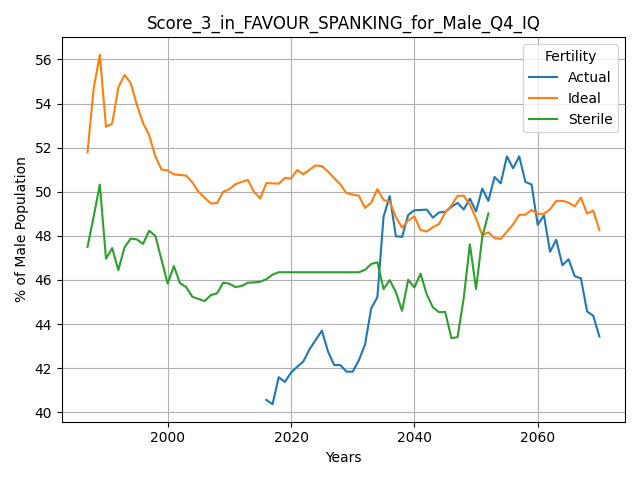 Score_3_in_FAVOUR_SPANKING_for_Male_Q4_IQ
Fertility
Actual
Ideal
Sterile
% of Male Population
56
54
52
50
48
46
44
42
40
2000
2020
2040
2060
Years